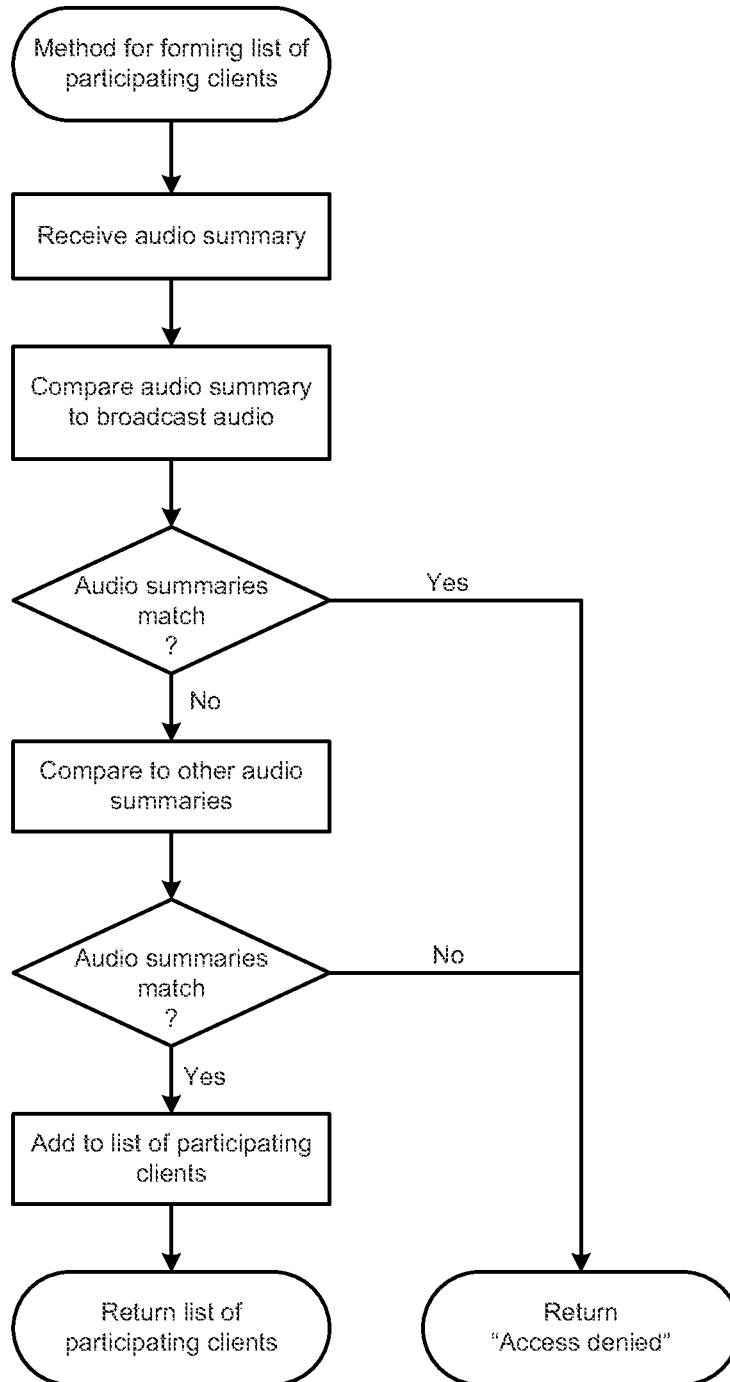 Method for forming list of
participating clients
Receive audio summary
Compare audio summary
to broadcast audio
Audio summaries
match
?
Yes
No
Compare to other audio
summaries
Audio summaries
match
?
No
Yes
Add to list of participating
clients
Return list of
participating clients
Return
“Access denied”